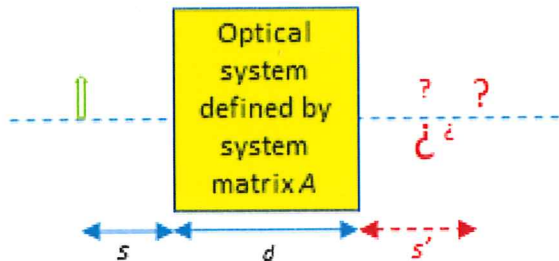 Optical
system
defined by
system
matrix A
? ?
¿ ¿
s d s'